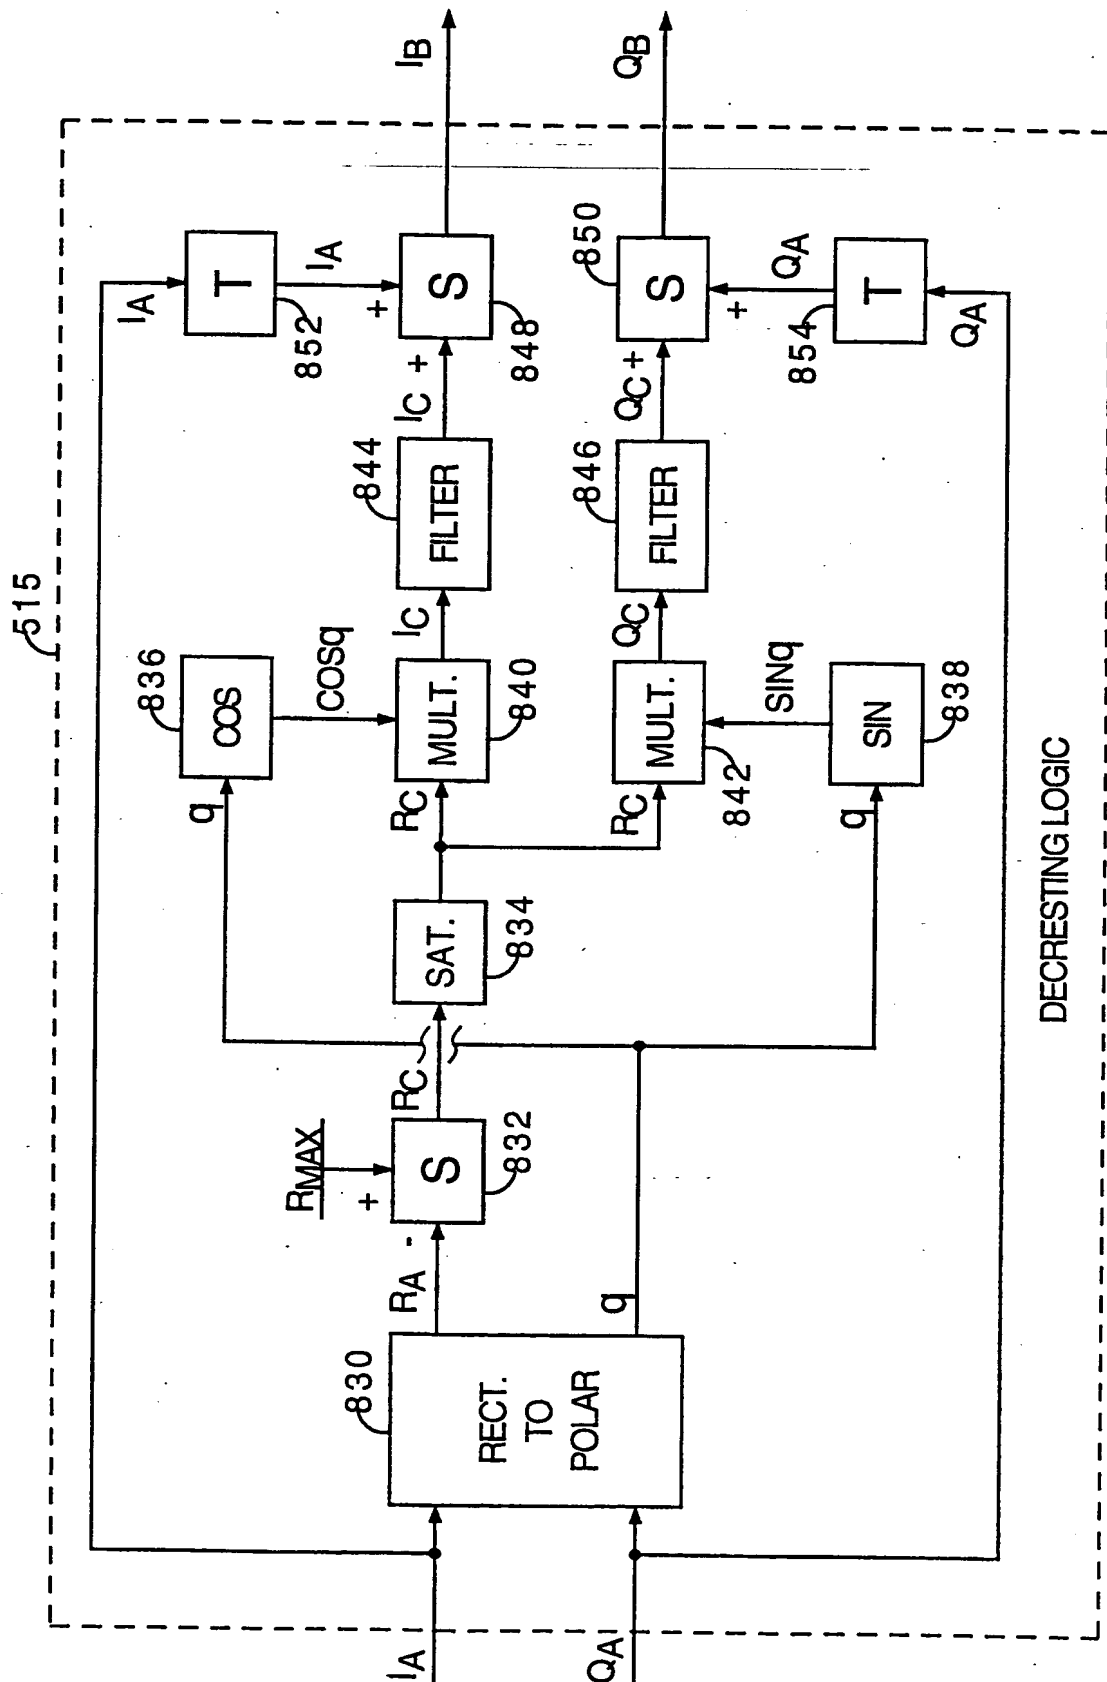 515
IA
T
852
IA
+
836
COS
q
COSq
RMAX
+
830
RECT.
TO
POLAR
IA
RA
-
S
832
RC
SAT.
834
RC
MULT.
840
IC
FILTER
844
IC
+
S
848
IB
QA
q
RC
MULT.
842
QC
FILTER
846
QC
+
S
850
QB
q
SIN
838
SINq
+
QA
T
854
QA
DECRESTING LOGIC